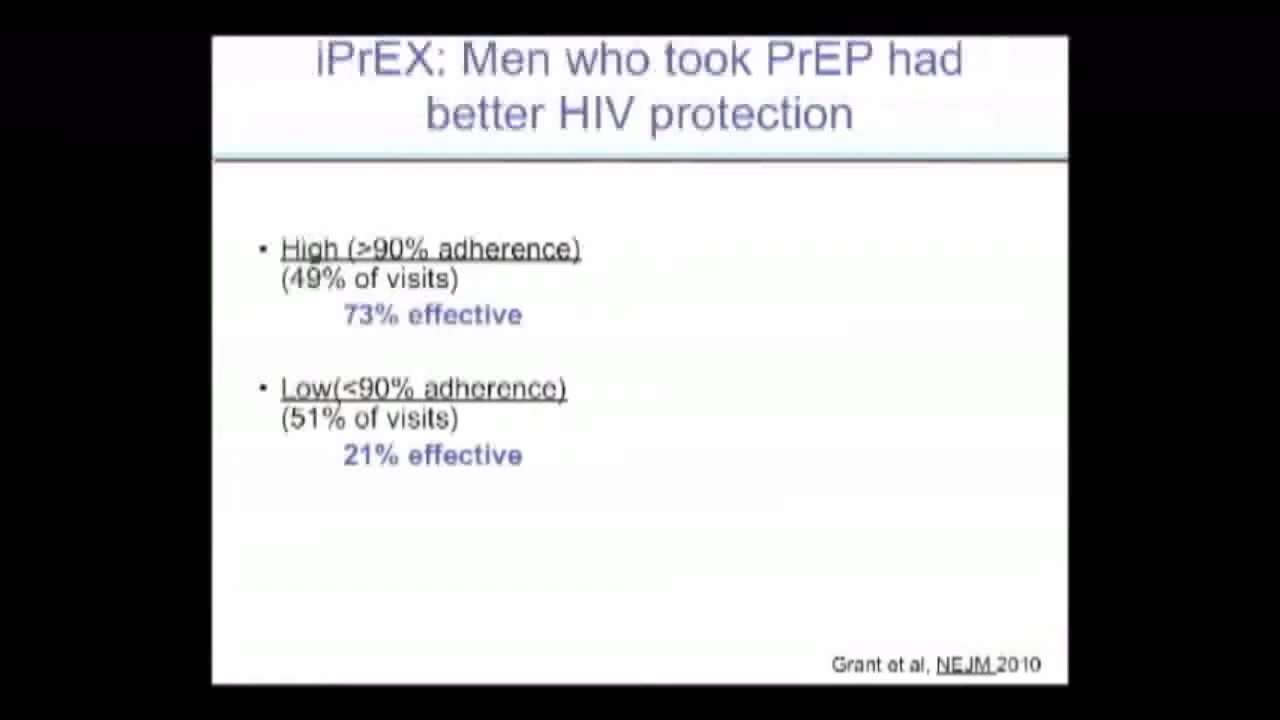 iPrEX: Men who took PrEP had
better HIV protection
• High (>90% adherence)
(49% of visits)
73% effective
• Low(<90% adherence)
(51% of visits)
21% effective
Grant et al, NEJM 2010